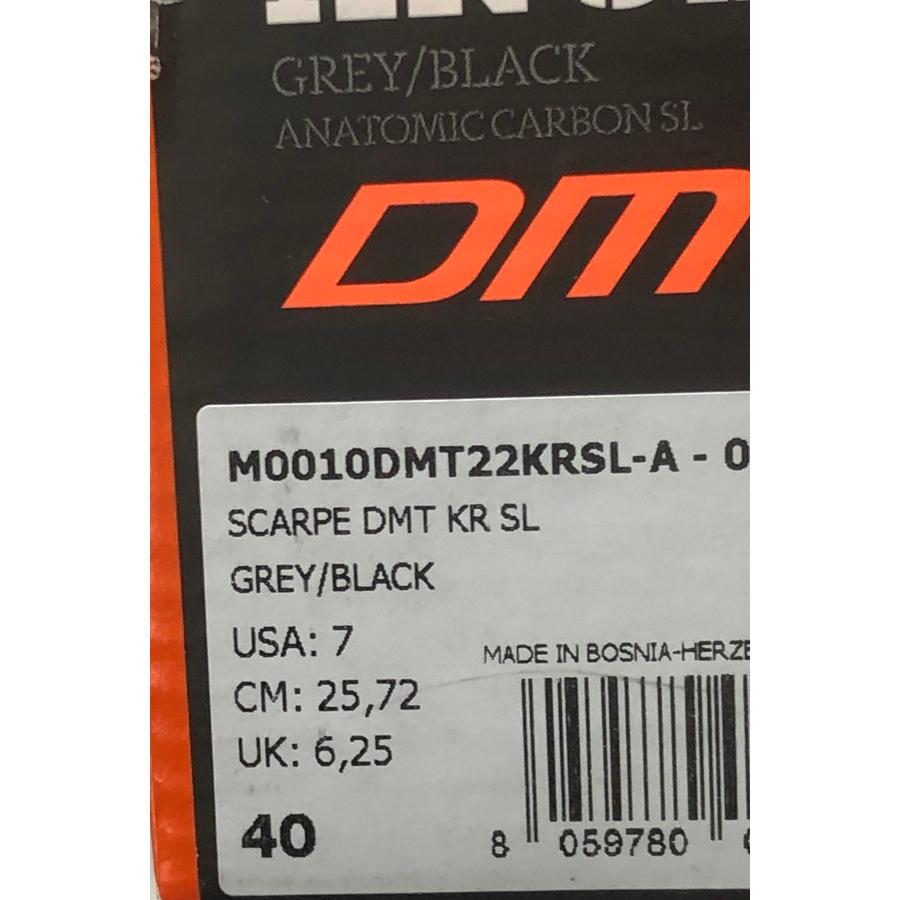 GREY/BLACK
ANATOMIC CARBON SL
DM
M0010DMT22KRSL-A - 0
SCARPE DMT KR SL
GREY/BLACK
USA: 7
MADE IN BOSNIA-HERZE
CM: 25,72
UK: 6,25
40
8 059780